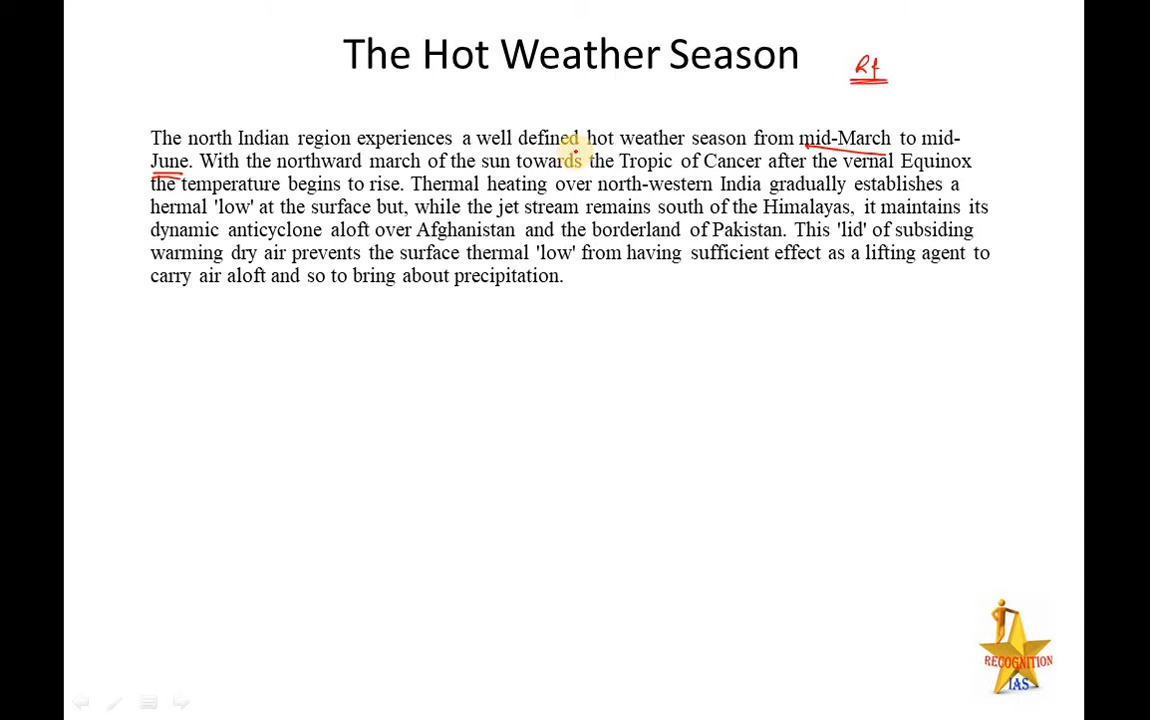 The Hot Weather Season
Rf
The north Indian region experiences a well defined hot weather season from mid-March to mid-
June. With the northward march of the sun towards the Tropic of Cancer after the vernal Equinox
the temperature begins to rise. Thermal heating over north-western India gradually establishes a
hermal 'low' at the surface but, while the jet stream remains south of the Himalayas, it maintains its
dynamic anticyclone aloft over Afghanistan and the borderland of Pakistan. This 'lid' of subsiding
warming dry air prevents the surface thermal 'low' from having sufficient effect as a lifting agent to
carry air aloft and so to bring about precipitation.
RECOGNITION
IAS